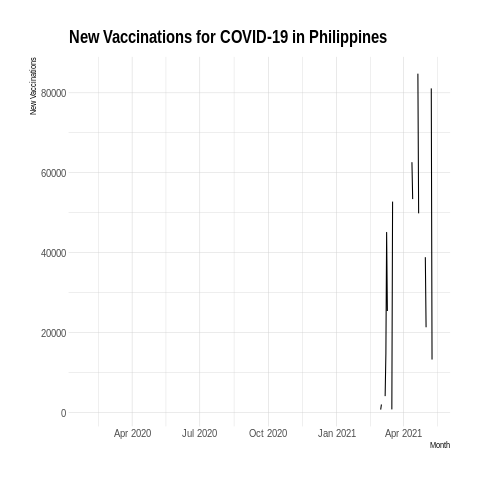 New Vaccinations for COVID-19 in Philippines
New Vaccinations
80000
60000
40000
20000
0
Apr 2020 Jul 2020 Oct 2020 Jan 2021 Apr 2021
Month